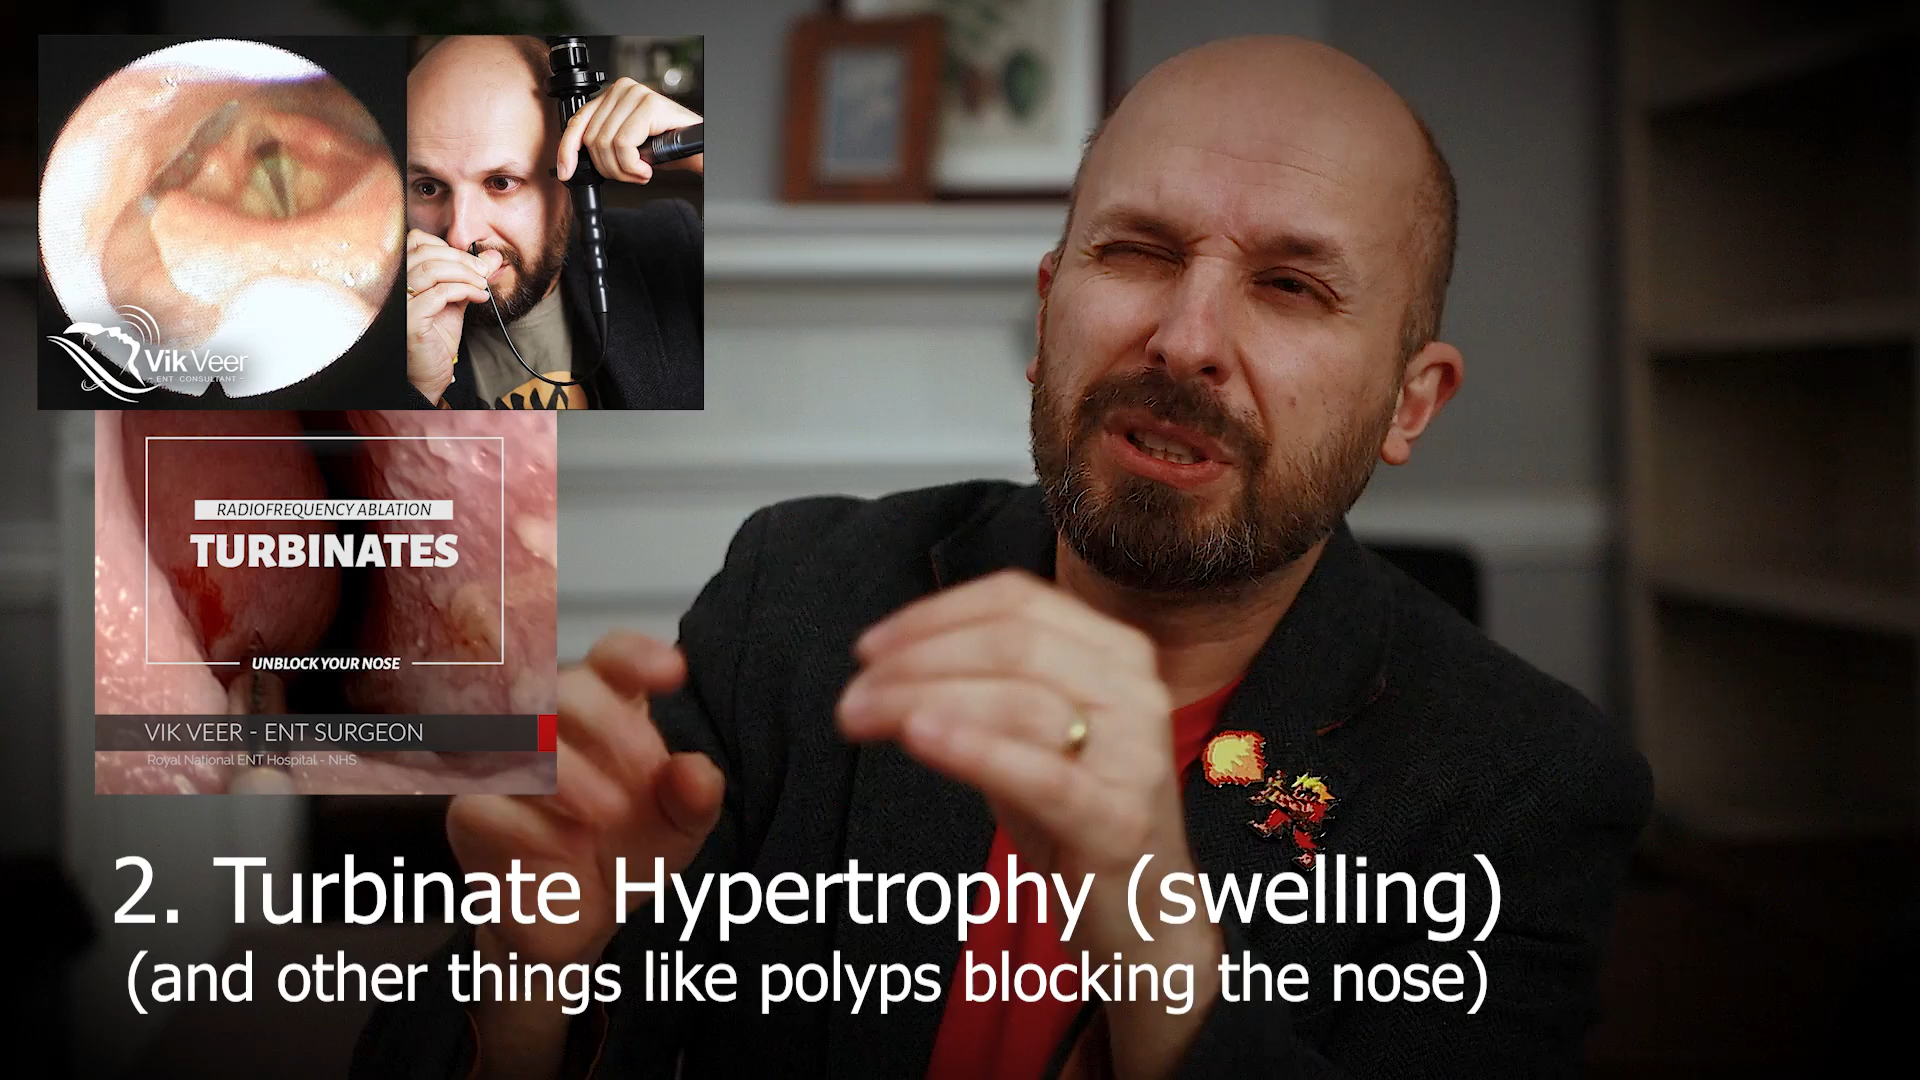 Vik Veer
ENT CONSULTANT
RADIOFREQUENCY ABLATION
TURBINATES
UNBLOCK YOUR NOSE
VIK VEER - ENT SURGEON
Royal National ENT Hospital - NHS
2. Turbinate Hypertrophy (swelling)
(and other things like polyps blocking the nose)